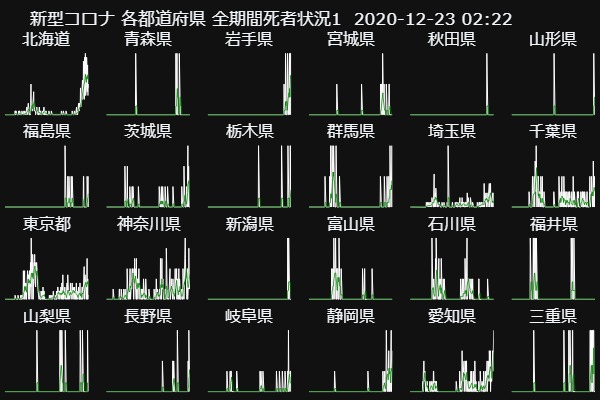 新型コロナ 各都道府県 全期間死者状況1 2020-12-23 02:22
北海道 青森県 岩手県 宮城県 秋田県 山形県
福島県 茨城県 栃木県 群馬県 埼玉県 千葉県
東京都 神奈川県 新潟県 富山県 石川県 福井県
山梨県 長野県 岐阜県 静岡県 愛知県 三重県